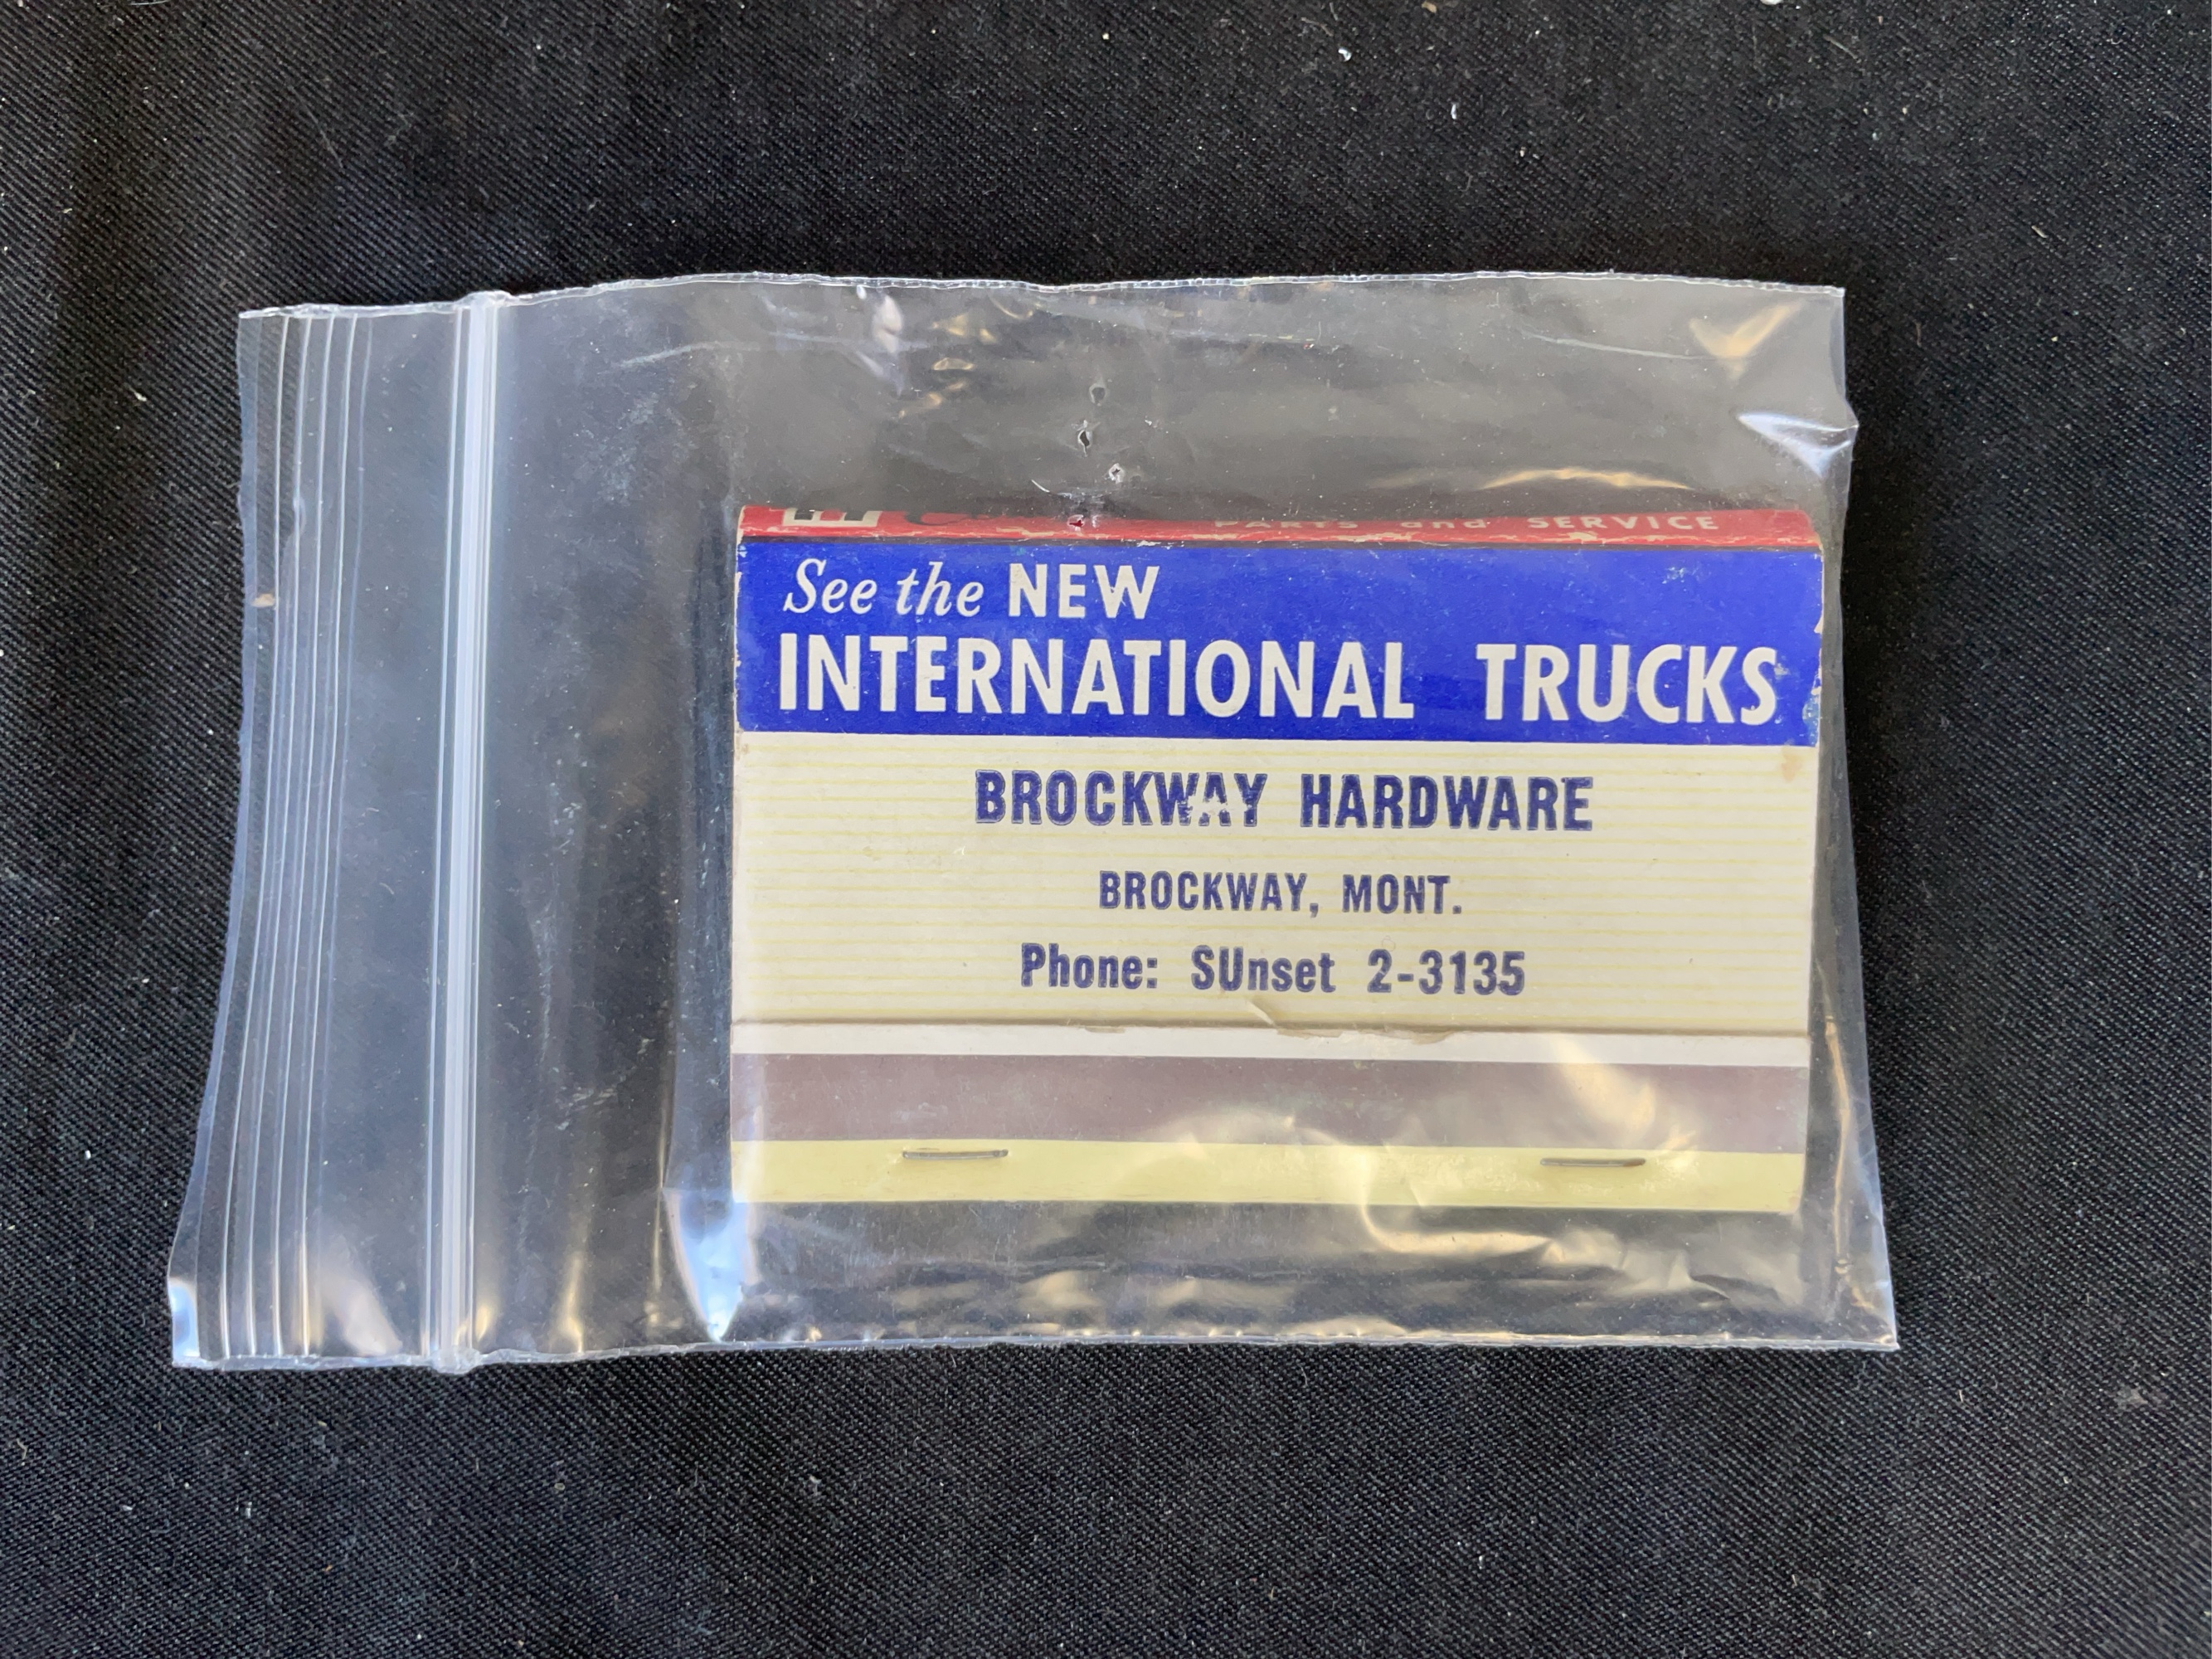 PARTS and SERVICE
See the NEW
INTERNATIONAL TRUCKS
BROCKWAY HARDWARE
BROCKWAY, MONT.
Phone: SUnset 2-3135